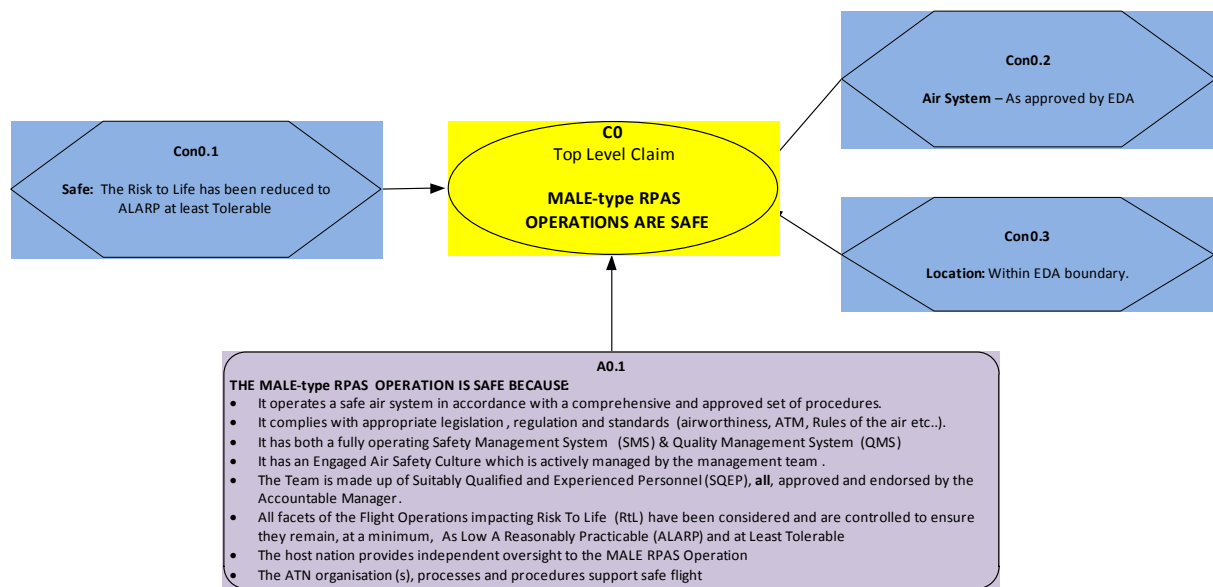 Con0.1
Safe: The Risk to Life has been reduced to
ALARP at least Tolerable
C0
Top Level Claim
MALE-type RPAS
OPERATIONS ARE SAFE
Con0.2
Air System – As approved by EDA
Con0.3
Location: Within EDA boundary.
A0.1
THE MALE-type RPAS OPERATION IS SAFE BECAUSE:
• It operates a safe air system in accordance with a comprehensive and approved set of procedures.
• It complies with appropriate legislation , regulation and standards (airworthiness, ATM, Rules of the air etc..).
• It has both a fully operating Safety Management System (SMS) & Quality Management System (QMS)
• It has an Engaged Air Safety Culture which is actively managed by the management team .
• The Team is made up of Suitably Qualified and Experienced Personnel (SQEP), all, approved and endorsed by the
Accountable Manager.
• All facets of the Flight Operations impacting Risk To Life (RtL) have been considered and are controlled to ensure
they remain, at a minimum, As Low A Reasonably Practicable (ALARP) and at Least Tolerable
• The host nation provides independent oversight to the MALE RPAS Operation
• The ATN organisation(s), processes and procedures support safe flight